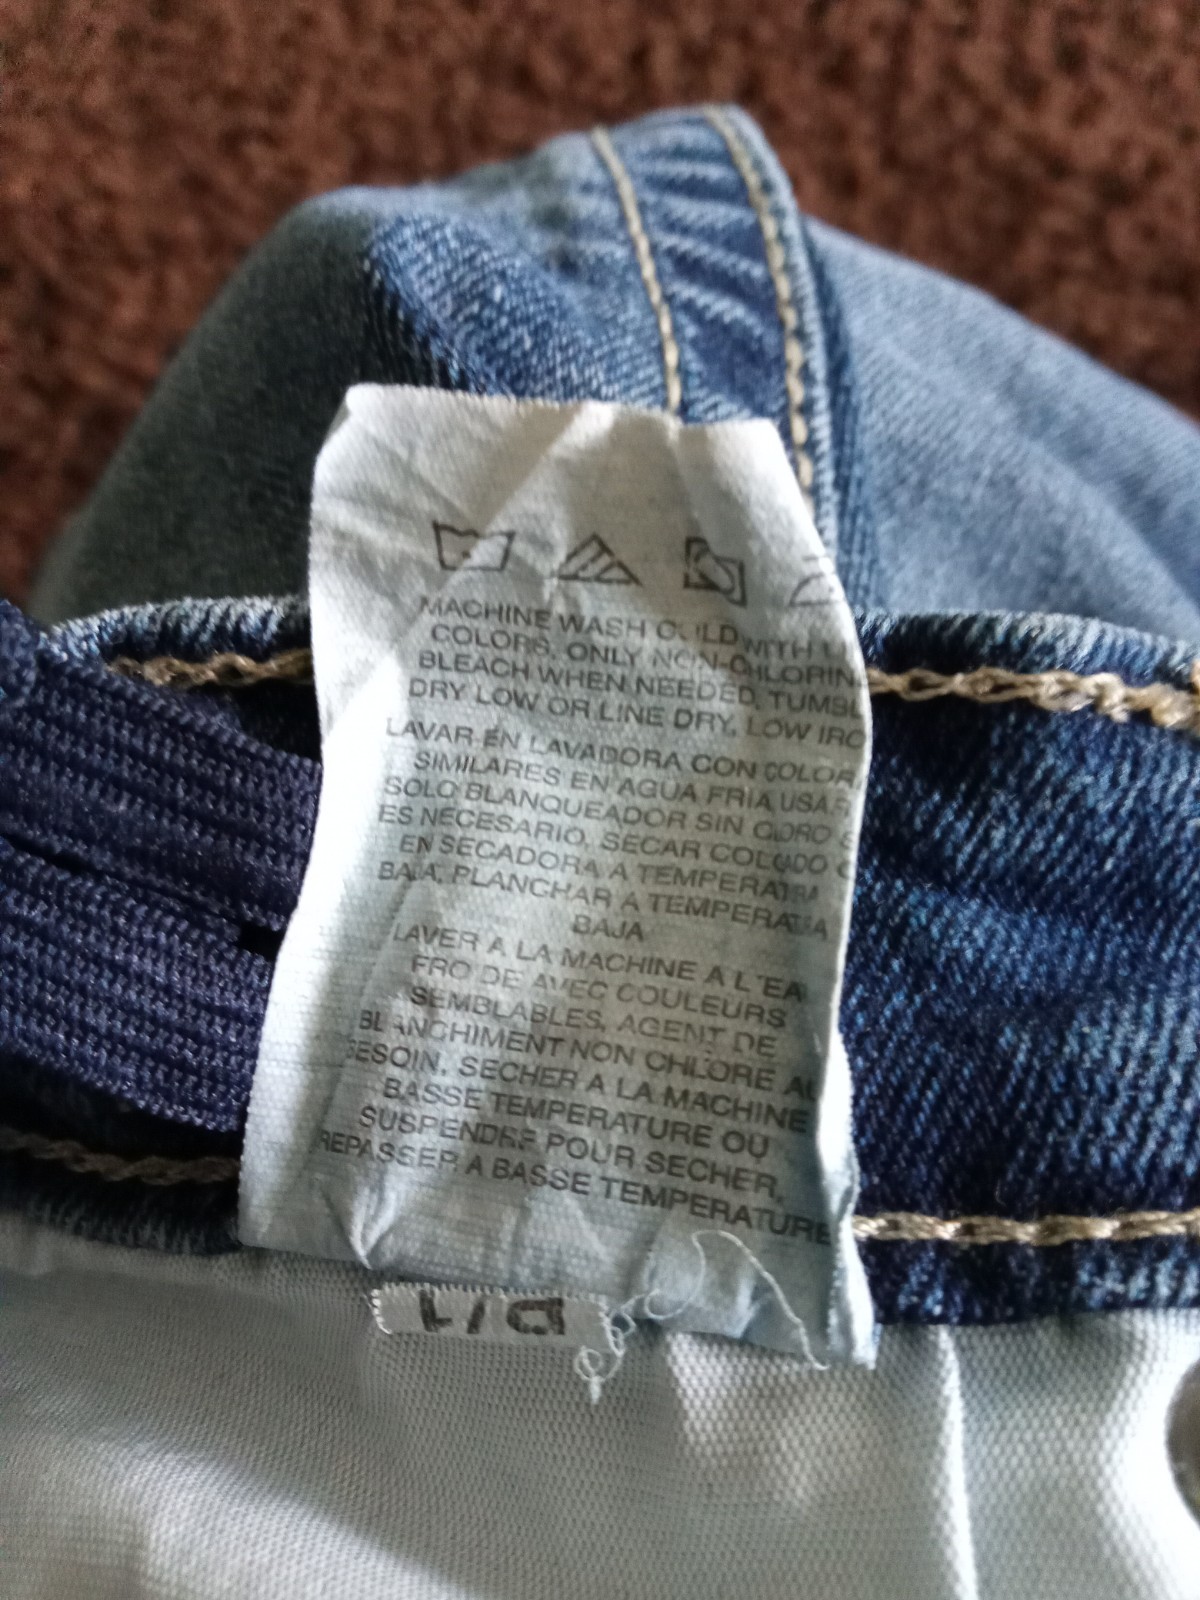 MACHINE WASH COLD WITH
COLORS, ONLY NON-CHLORIN
BLEACH WHEN NEEDED, TUMBL
DRY LOW OR LINE DRY, LOW IRO
LAVAR EN LAVADORA CON COLOR
SIMILARES EN AGUA FRIA USAR
SOLO BLANQUEADOR SIN CLORO
ES NECESARIO, SECAR COLGADO
EN SECADORA A TEMPERATRA
BAJA, PLANCHAR A TEMPERATA
BAJA
LAVER A LA MACHINE A L'EA
FROIDE AVEC COULEURS
SEMBLABLES, AGENT DE
BLANCHIMENT NON CHLORE AU
BESOIN, SECHER A LA MACHINE
BASSE TEMPERATURE OU
SUSPENDRE POUR SECHER,
REPASSER A BASSE TEMPERATURE